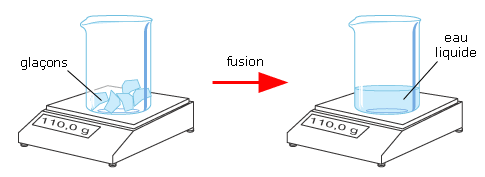 glaçons
110,0 g
fusion
eau
liquide
110,0 g